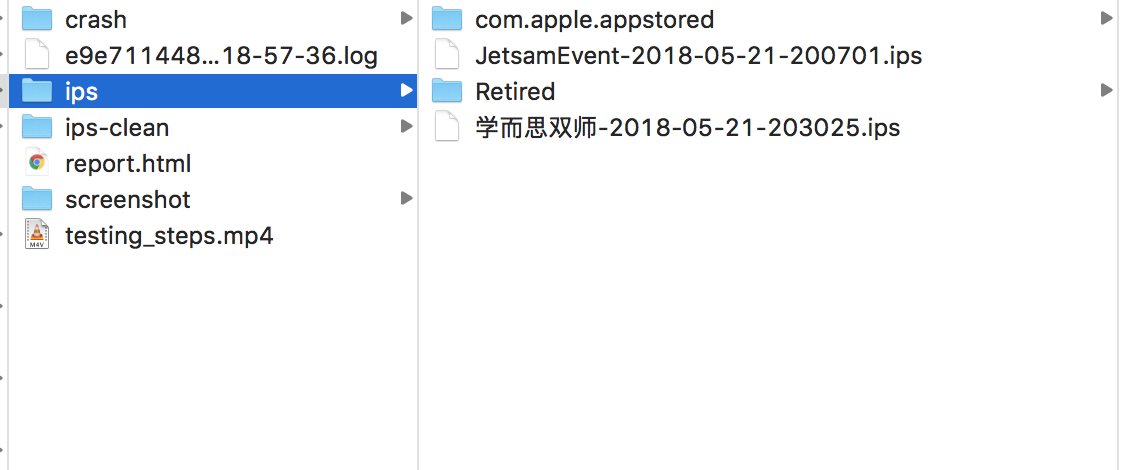 crash
e9e711448...18-57-36.log
ips
ips-clean
report.html
screenshot
testing_steps.mp4
M4V
com.apple.appstored
JetsamEvent-2018-05-21-200701.ips
Retired
学而思双师-2018-05-21-203025.ips